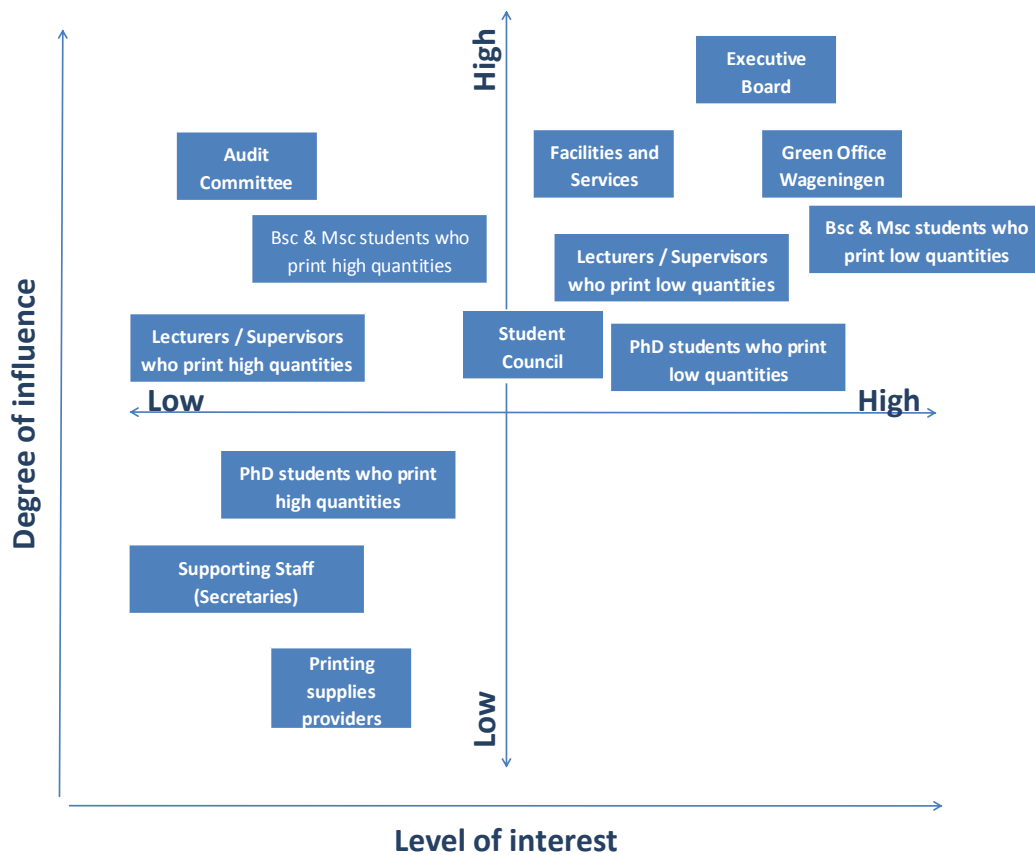 High
Executive
Board
Audit
Committee
Facilities and
Services
Green Office
Wageningen
Bsc & Msc students who
print high quantities
Lecturers / Supervisors
who print low quantities
Bsc & Msc students who
print low quantities
Lecturers / Supervisors
who print high quantities
Student
Council
PhD students who print
low quantities
Low
High
Degree of influence
PhD students who print
high quantities
Supporting Staff
(Secretaries)
Printing
supplies
providers
Low
Level of interest